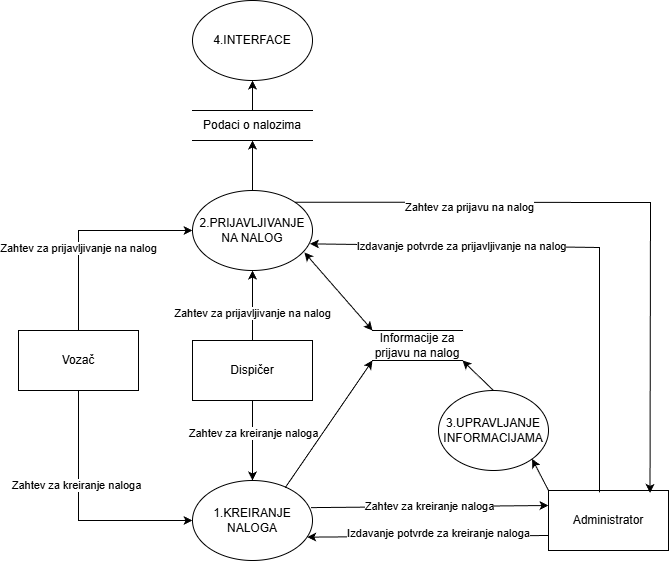 4.INTERFACE
Podaci o nalozima
2.PRIJAVLJIVANJE
NA NALOG
Zahtev za prijavu na nalog
Zahtev za prijavljivanje na nalog
Izdavanje potvrde za prijavljivanje na nalog
Zahtev za prijavljivanje na nalog
Vozač
Dispičer
Informacije za
prijavu na nalog
3.UPRAVLJANJE
INFORMACIJAMA
Zahtev za kreiranje naloga
Zahtev za kreiranje naloga
1.KREIRANJE
NALOGA
Zahtev za kreiranje naloga
Izdavanje potvrde za kreiranje naloga
Administrator